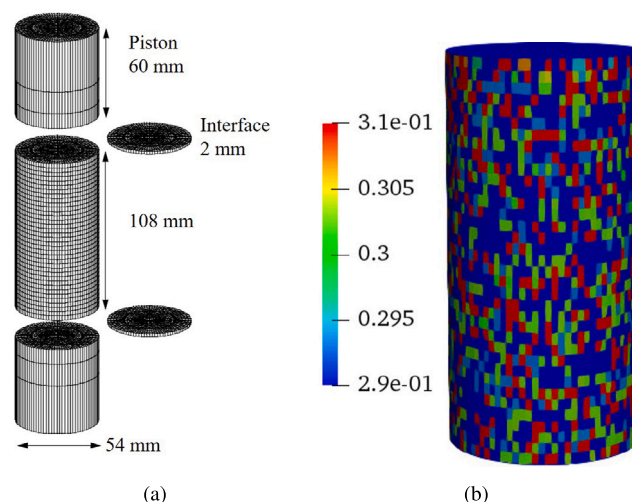 Piston
60 mm
Interface
2 mm
108 mm
54 mm
3.1e-01
0.305
0.3
0.295
2.9e-01
(a)
(b)